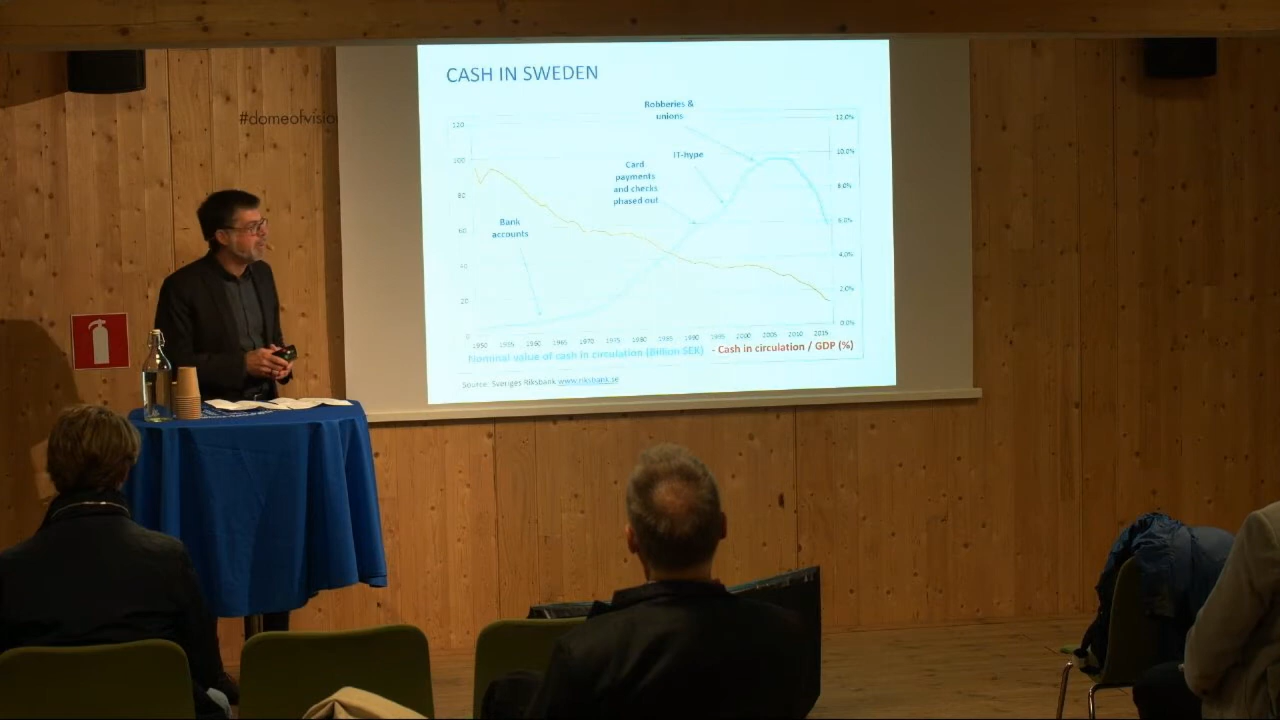 #domeofvisio
CASH IN SWEDEN
Robberies &
unions
IT-hype
Card
payments
and checks
phased out
Bank
accounts
120
100
80
60
40
20
0
12.0%
10.0%
8.0%
6.0%
4.0%
2.0%
0.0%
1950 1955 1960 1965 1970 1975 1980 1985 1990 1995 2000 2005 2010 2015
Nominal value of cash in circulation (Billion SEK) - Cash in circulation / GDP (%)
Source: Sveriges Riksbank www.riksbank.se